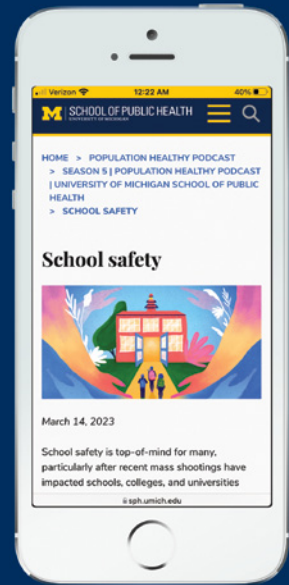 Verizon 12:22 AM 40%
M SCHOOL OF PUBLIC HEALTH
UNIVERSITY OF MICHIGAN
HOME > POPULATION HEALTHY PODCAST
> SEASON 5 | POPULATION HEALTHY PODCAST
| UNIVERSITY OF MICHIGAN SCHOOL OF PUBLIC
HEALTH
> SCHOOL SAFETY
School safety
March 14, 2023
School safety is top-of-mind for many,
particularly after recent mass shootings have
impacted schools, colleges, and universities
sph.umich.edu